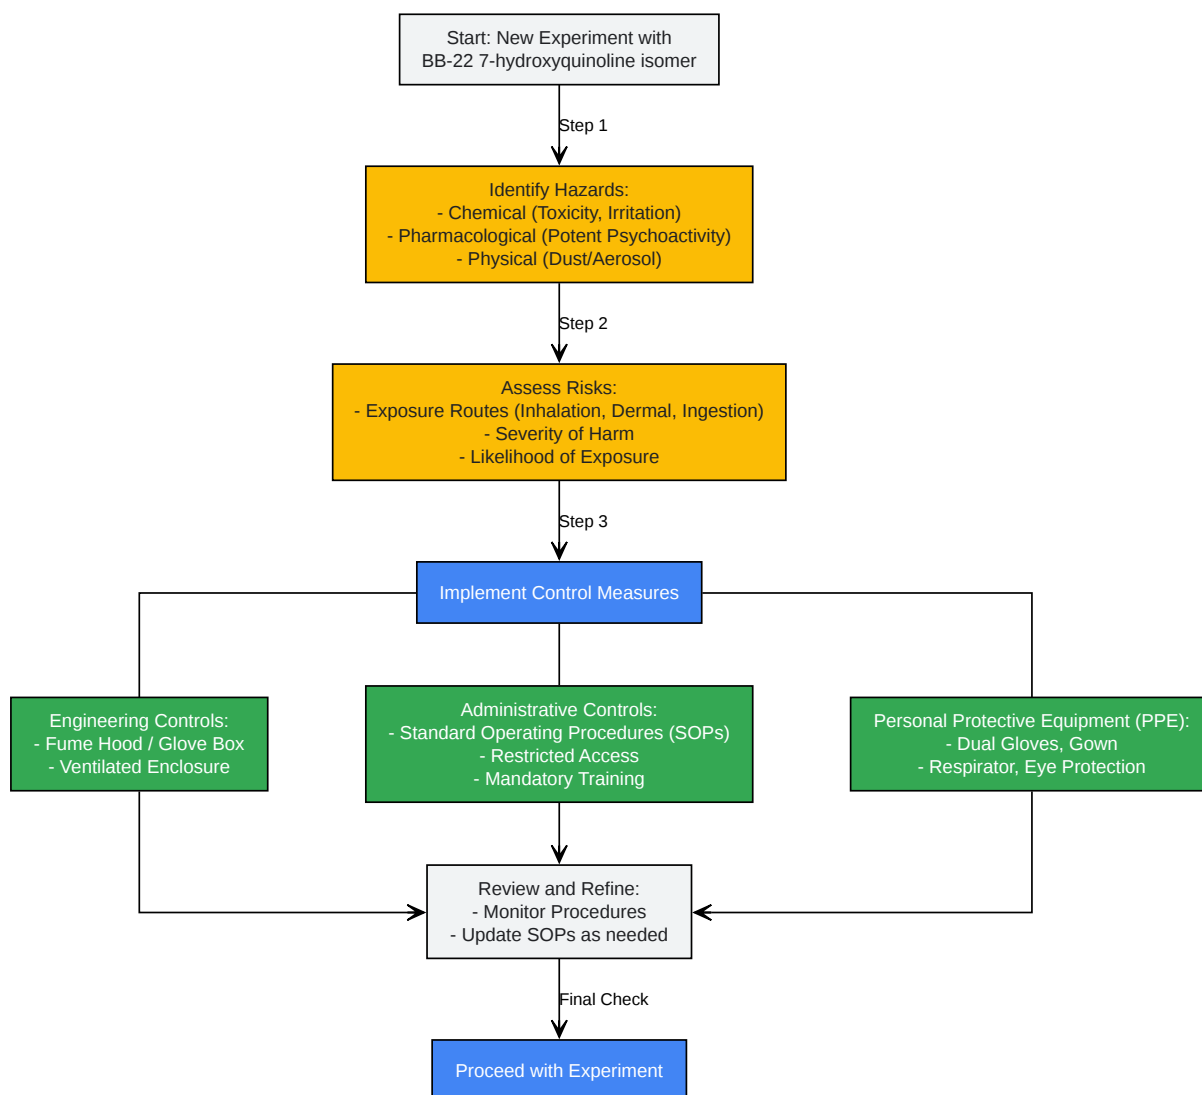 Start: New Experiment with
BB-22 7-hydroxyquinoline isomer
Step 1
Identify Hazards:
- Chemical (Toxicity, Irritation)
- Pharmacological (Potent Psychoactivity)
- Physical (Dust/Aerosol)
Step 2
Assess Risks:
- Exposure Routes (Inhalation, Dermal, Ingestion)
- Severity of Harm
- Likelihood of Exposure
Step 3
Implement Control Measures
Engineering Controls:
- Fume Hood / Glove Box
- Ventilated Enclosure
Administrative Controls:
- Standard Operating Procedures (SOPs)
- Restricted Access
- Mandatory Training
Personal Protective Equipment (PPE):
- Dual Gloves, Gown
- Respirator, Eye Protection
Review and Refine:
- Monitor Procedures
- Update SOPs as needed
Final Check
Proceed with Experiment